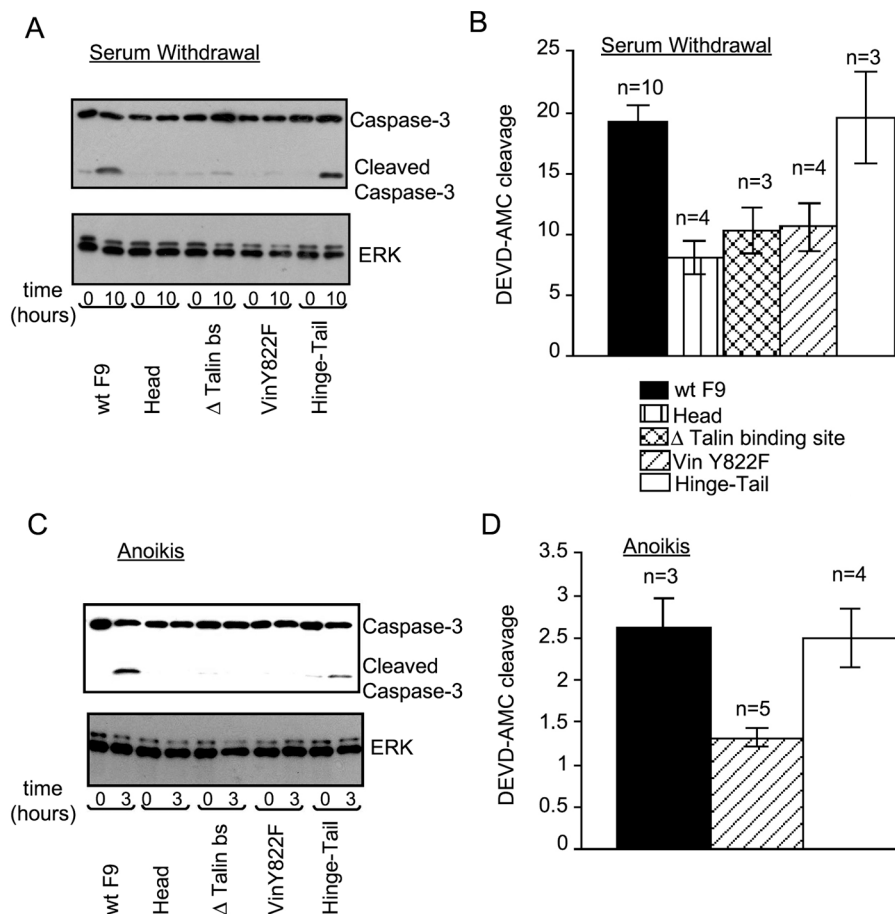 A
Serum Withdrawal
Caspase-3
Cleaved
Caspase-3
ERK
time
(hours)
0 10 0 10 0 10 0 10 0 10
wt F9
Head
Δ Talin bs
VinY822F
Hinge-Tail
B
Serum Withdrawal
DEVD-AMC cleavage
25
20
15
10
5
0
n=10
n=4
n=3
n=4
n=3
wt F9
Head
Δ Talin binding site
Vin Y822F
Hinge-Tail
C
Anoikis
Caspase-3
Cleaved
Caspase-3
ERK
time
(hours)
0 3 0 3 0 3 0 3 0 3
wt F9
Head
Δ Talin bs
VinY822F
Hinge-Tail
D
Anoikis
DEVD-AMC cleavage
3.5
3
2.5
2
1.5
1
0.5
0
n=3
n=5
n=4